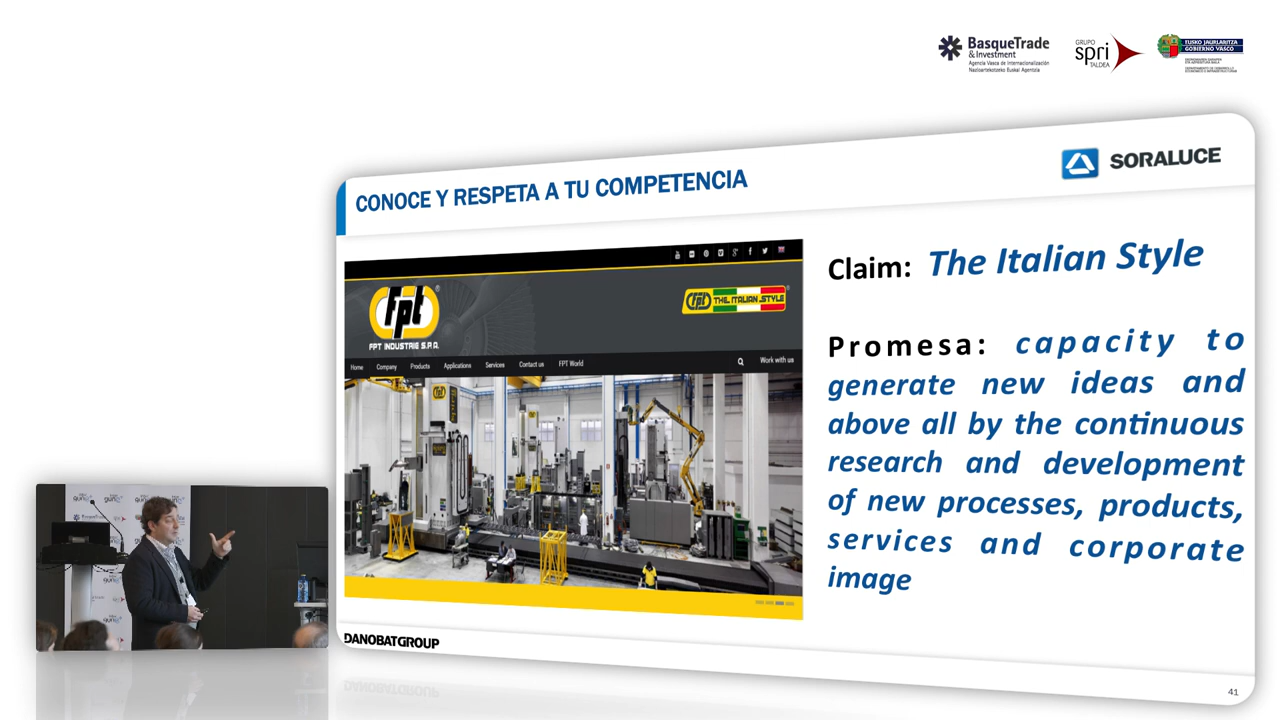 BasqueTrade
& Investment
Agencia Vasca de Internacionalización
Nazioartekotzeko Euskal Agentzia
GRUPO
spri
TALDEA
EUSKO JAURLARITZA
GOBIERNO VASCO
CONOCE Y RESPETA A TU COMPETENCIA
SORALUCE
fpt
®
FPT INDUSTRIE S.P.A.
fpt THE ITALIAN STYLE
Home Company Products Applications Services Contact us FPT World Work with us
Claim: The Italian Style
Promesa: capacity to
generate new ideas and
above all by the continuous
research and development
of new processes, products,
services and corporate
image
DANOBATGROUP
41